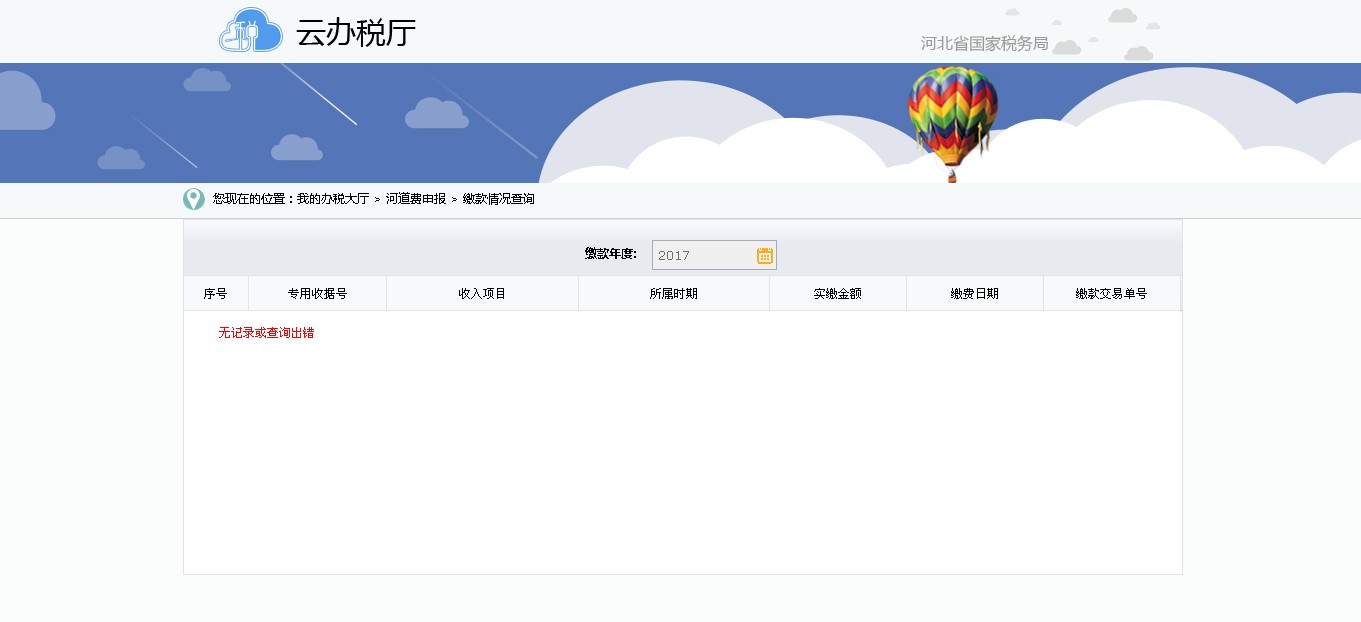 云办税厅
河北省国家税务局
您现在的位置：我的办税大厅 > 河道费申报 > 缴款情况查询
缴款年度: 2017
序号 专用收据号 收入项目 所属时期 实缴金额 缴费日期 缴款交易单号
无记录或查询出错